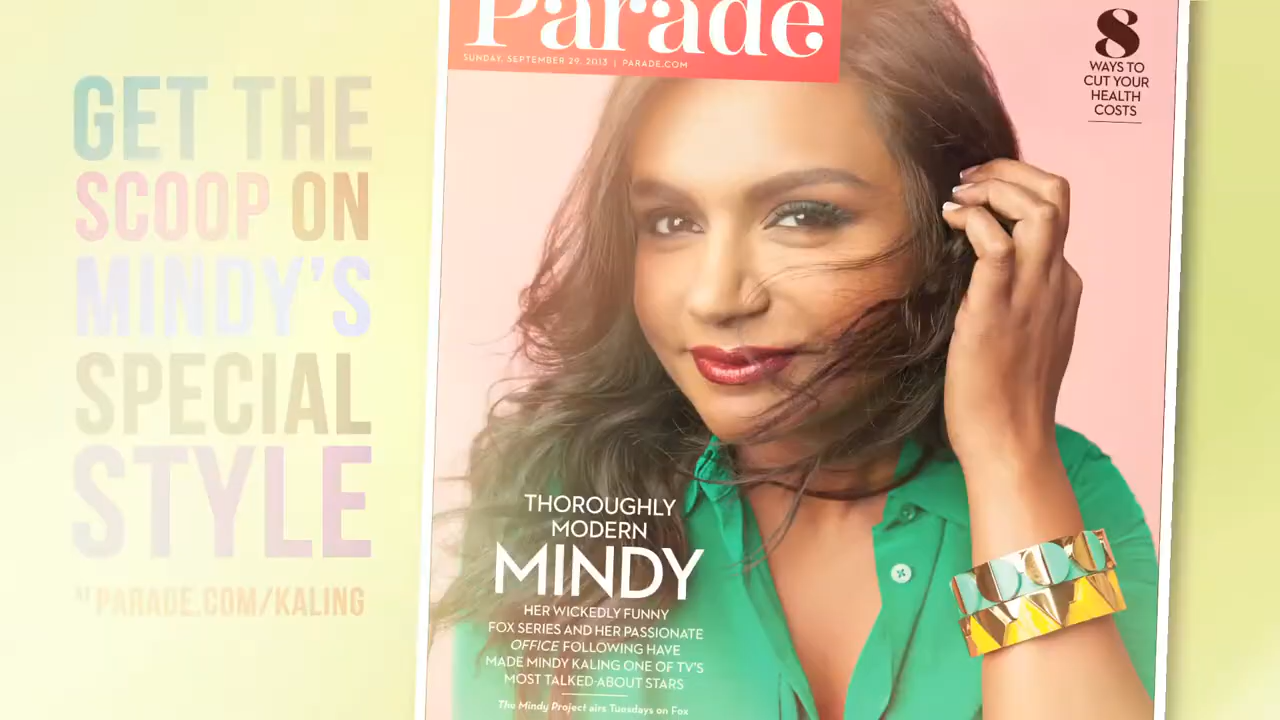 GET THE
SCOOP ON
MINDY'S
SPECIAL
STYLE
AT PARADE.COM/KALING
Parade
SUNDAY, SEPTEMBER 29, 2013 | PARADE.COM
8
WAYS TO
CUT YOUR
HEALTH
COSTS
THOROUGHLY
MODERN
MINDY
HER WICKEDLY FUNNY
FOX SERIES AND HER PASSIONATE
OFFICE FOLLOWING HAVE
MADE MINDY KALING ONE OF TV'S
MOST TALKED-ABOUT STARS
The Mindy Project airs Tuesdays on Fox